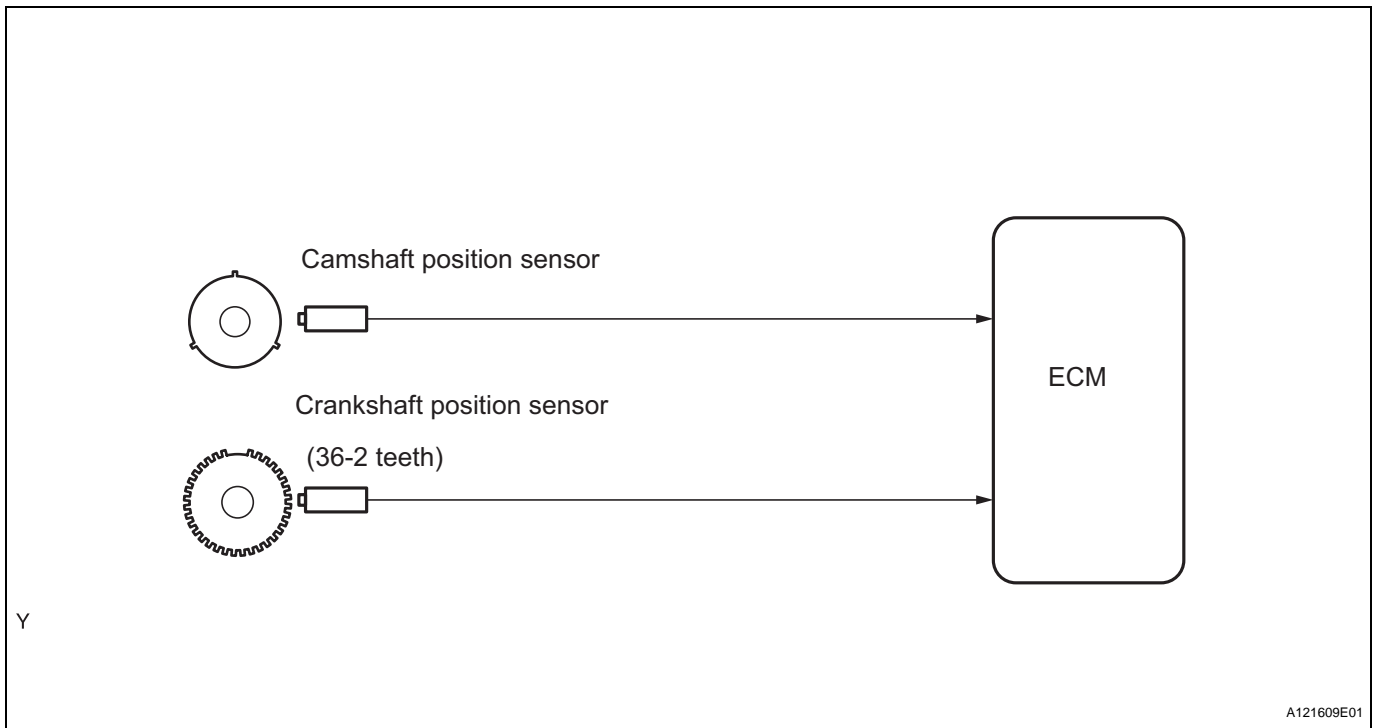 Camshaft position sensor
Crankshaft position sensor
(36-2 teeth)
ECM
Y
A121609E01